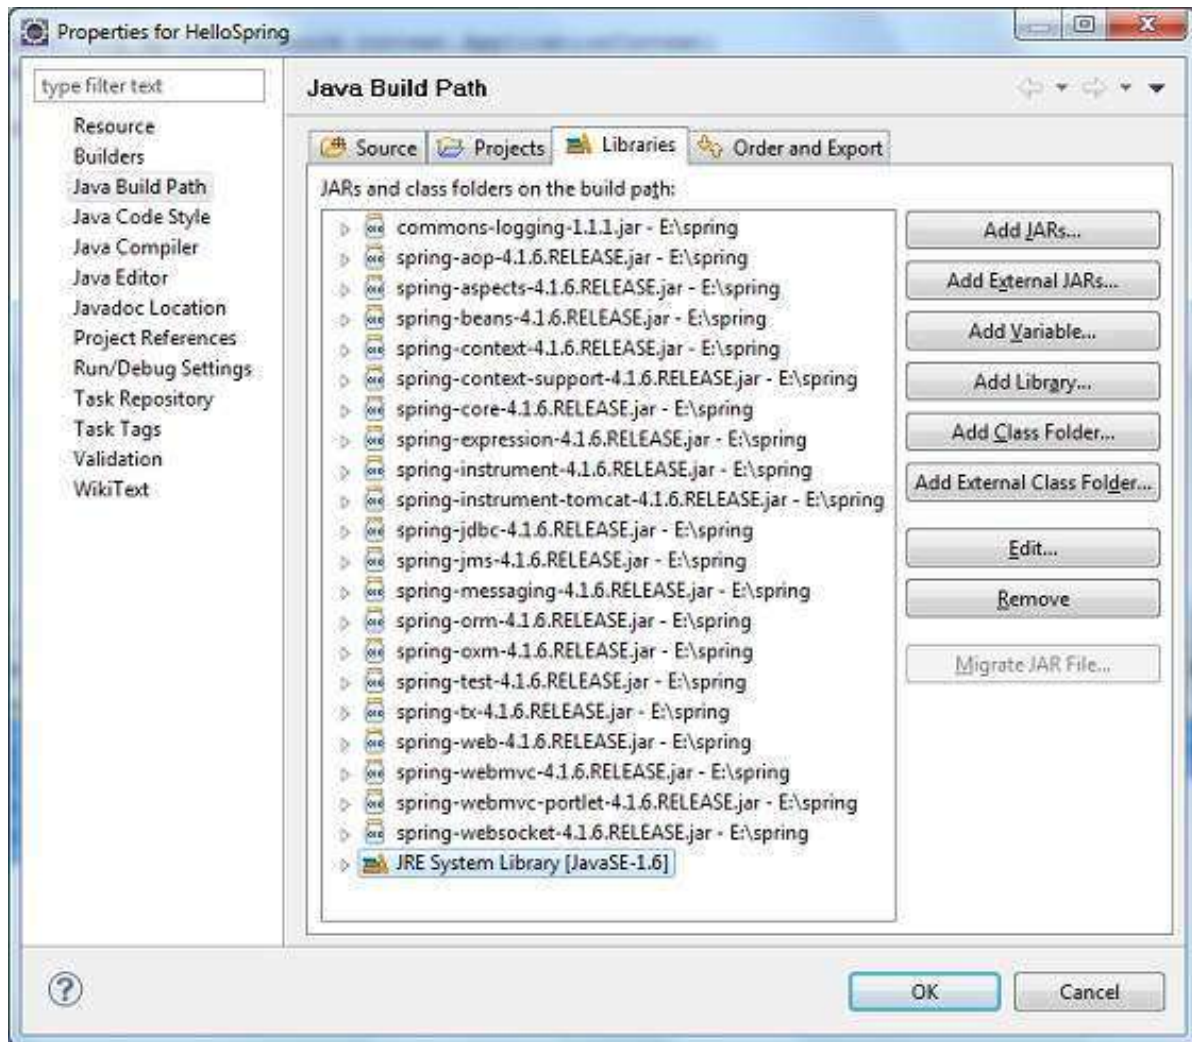 Properties for HelloSpring
type filter text
Resource
Builders
Java Build Path
Java Code Style
Java Compiler
Java Editor
Javadoc Location
Project References
Run/Debug Settings
Task Repository
Task Tags
Validation
WikiText
Java Build Path
Source Projects Libraries Order and Export
JARs and class folders on the build path:
commons-logging-1.1.1.jar - E:\spring
spring-aop-4.1.6.RELEASE.jar - E:\spring
spring-aspects-4.1.6.RELEASE.jar - E:\spring
spring-beans-4.1.6.RELEASE.jar - E:\spring
spring-context-4.1.6.RELEASE.jar - E:\spring
spring-context-support-4.1.6.RELEASE.jar - E:\spring
spring-core-4.1.6.RELEASE.jar - E:\spring
spring-expression-4.1.6.RELEASE.jar - E:\spring
spring-instrument-4.1.6.RELEASE.jar - E:\spring
spring-instrument-tomcat-4.1.6.RELEASE.jar - E:\spring
spring-jdbc-4.1.6.RELEASE.jar - E:\spring
spring-jms-4.1.6.RELEASE.jar - E:\spring
spring-messaging-4.1.6.RELEASE.jar - E:\spring
spring-orm-4.1.6.RELEASE.jar - E:\spring
spring-oxm-4.1.6.RELEASE.jar - E:\spring
spring-test-4.1.6.RELEASE.jar - E:\spring
spring-tx-4.1.6.RELEASE.jar - E:\spring
spring-web-4.1.6.RELEASE.jar - E:\spring
spring-webmvc-4.1.6.RELEASE.jar - E:\spring
spring-webmvc-portlet-4.1.6.RELEASE.jar - E:\spring
spring-websocket-4.1.6.RELEASE.jar - E:\spring
JRE System Library [JavaSE-1.6]
Add JARs...
Add External JARs...
Add Variable...
Add Library...
Add Class Folder...
Add External Class Folder...
Edit...
Remove
Migrate JAR File...
OK
Cancel